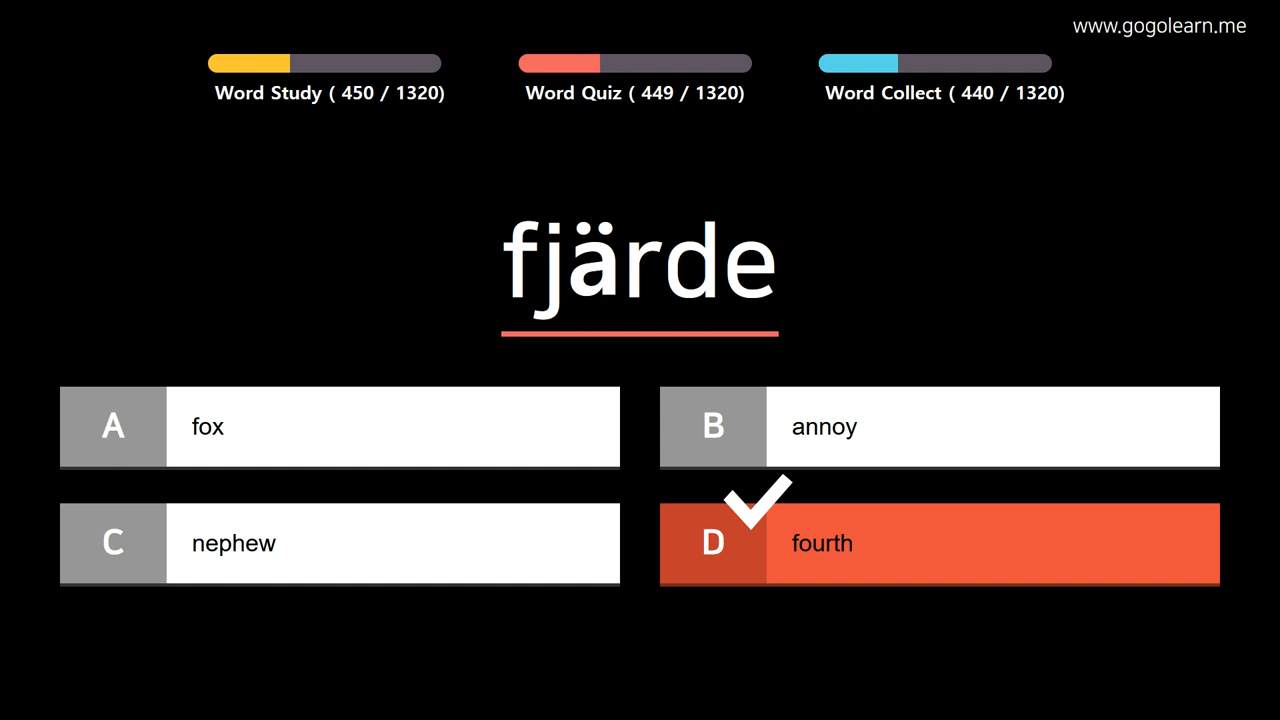 www.gogolearn.me
Word Study ( 450 / 1320)
Word Quiz ( 449 / 1320)
Word Collect ( 440 / 1320)
fjärde
A fox
B annoy
C nephew
D fourth